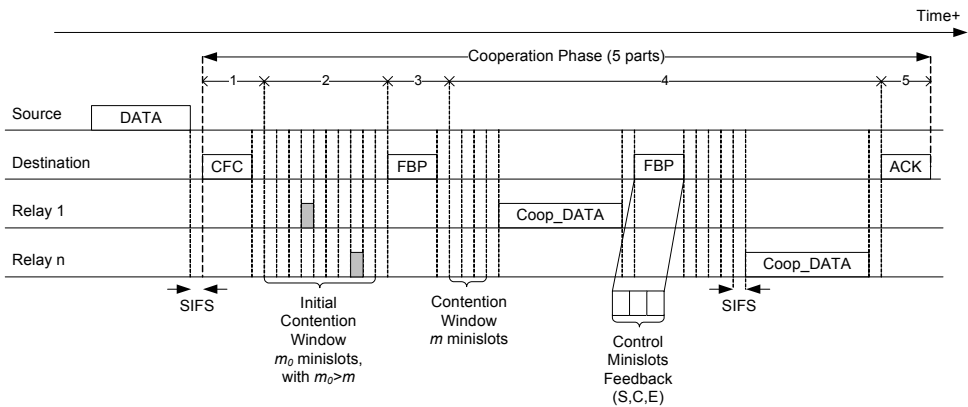 Time+
Cooperation Phase (5 parts)
1 2 3 4 5
Source
DATA
Destination
CFC
FBP
FBP
ACK
Relay 1
Coop_DATA
Relay n
Coop_DATA
SIFS
Initial
Contention
Window
m0 minislots,
with m0>m
Contention
Window
m minislots
Control
Minislots
Feedback
(S,C,E)
SIFS